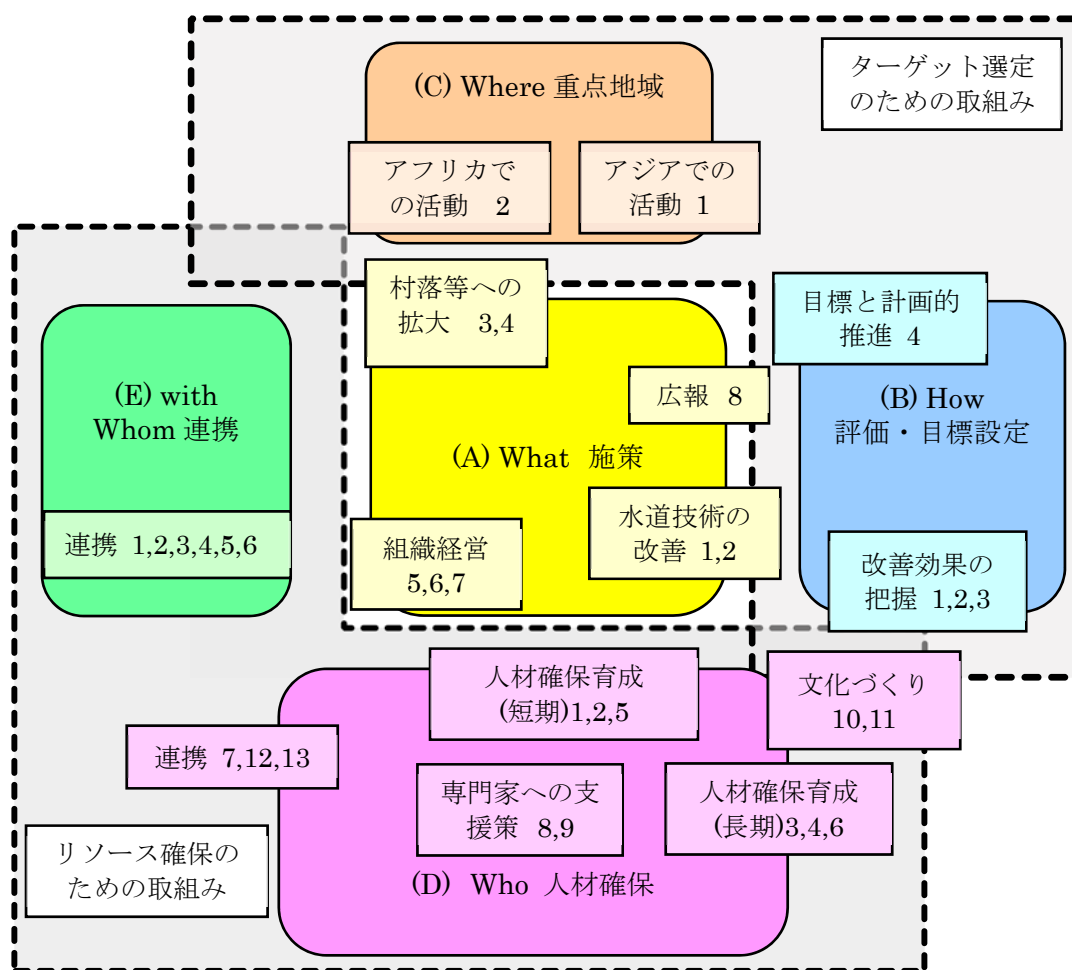 (C) Where 重点地域
ターゲット選定
のための取組み
アフリカで
の活動 2
アジアでの
活動 1
村落等への
拡大 3,4
目標と計画的
推進 4
(E) with
Whom 連携
広報 8
(B) How
評価・目標設定
(A) What 施策
連携 1,2,3,4,5,6
組織経営
5,6,7
水道技術の
改善 1,2
改善効果の
把握 1,2,3
人材確保育成
(短期)1,2,5
文化づくり
10,11
連携 7,12,13
専門家への支
援策 8,9
人材確保育成
(長期)3,4,6
リソース確保の
ための取組み
(D) Who 人材確保